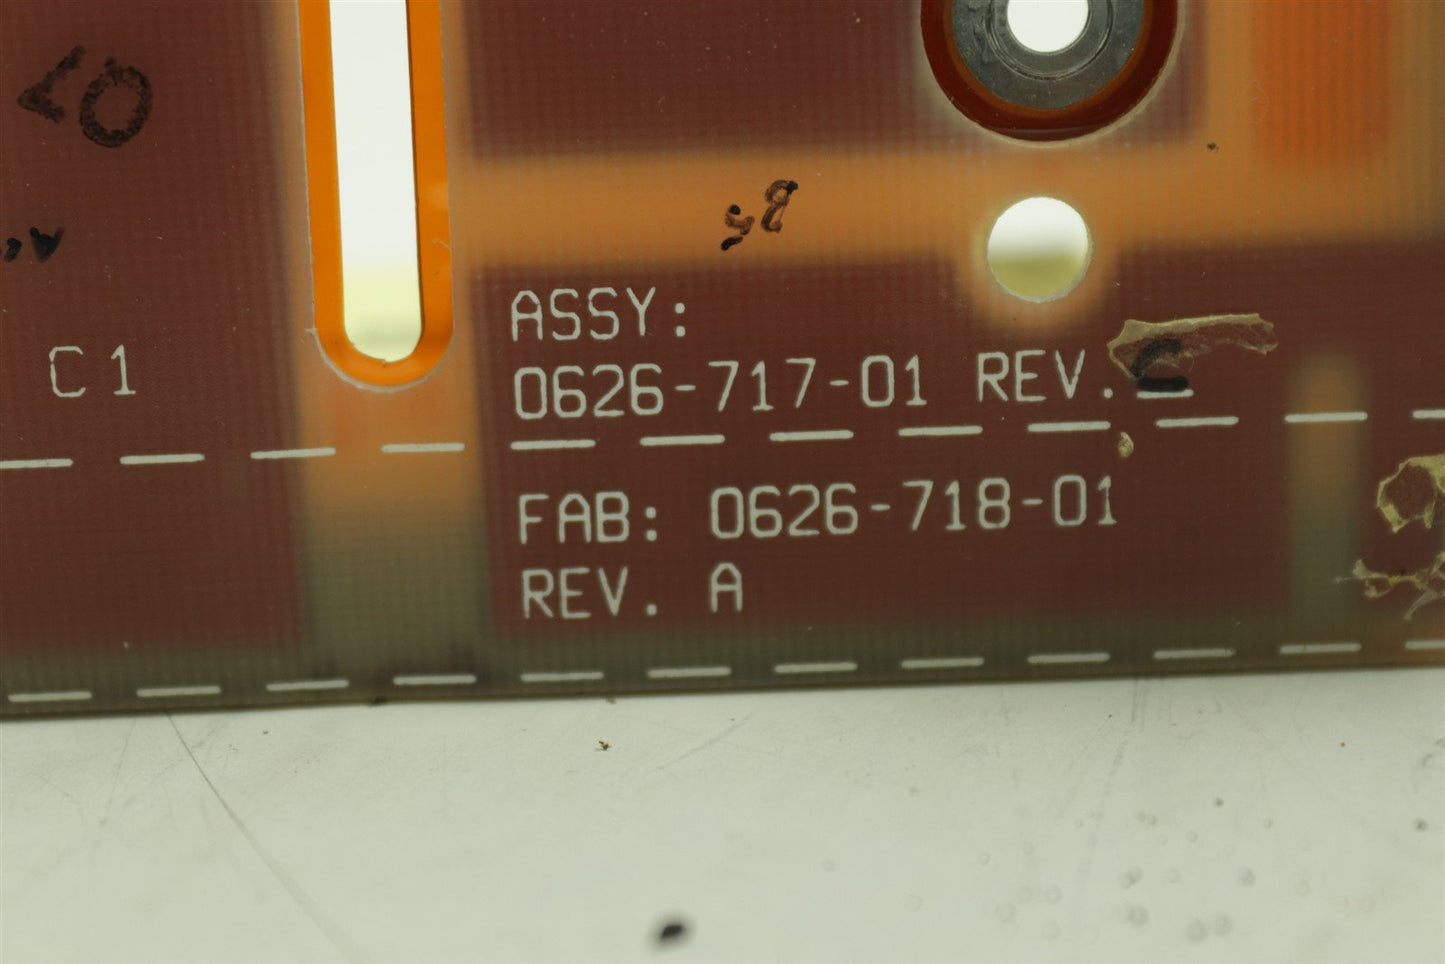 C1
ASSY:
0626-717-01 REV. C
FAB: 0626-718-01
REV. A